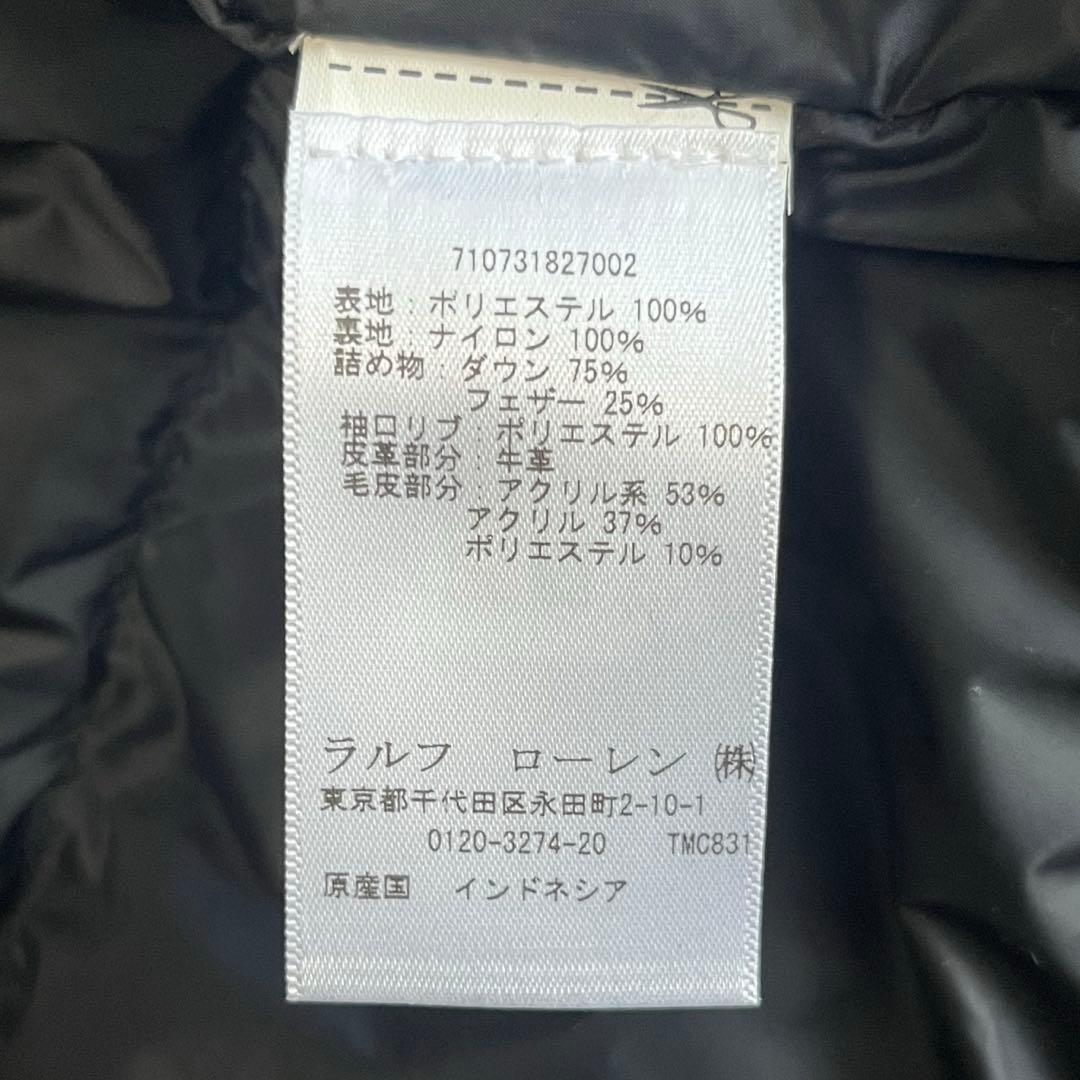 710731827002
表地：ポリエステル 100%
裏地：ナイロン 100%
詰め物：ダウン 75%
フェザー 25%
袖口リブ：ポリエステル 100%
皮革部分：牛革
毛皮部分：アクリル系 53%
アクリル 37%
ポリエステル 10%
ラルフ ローレン ㈱
東京都千代田区永田町2-10-1
0120-3274-20 TMC831
原産国 インドネシア